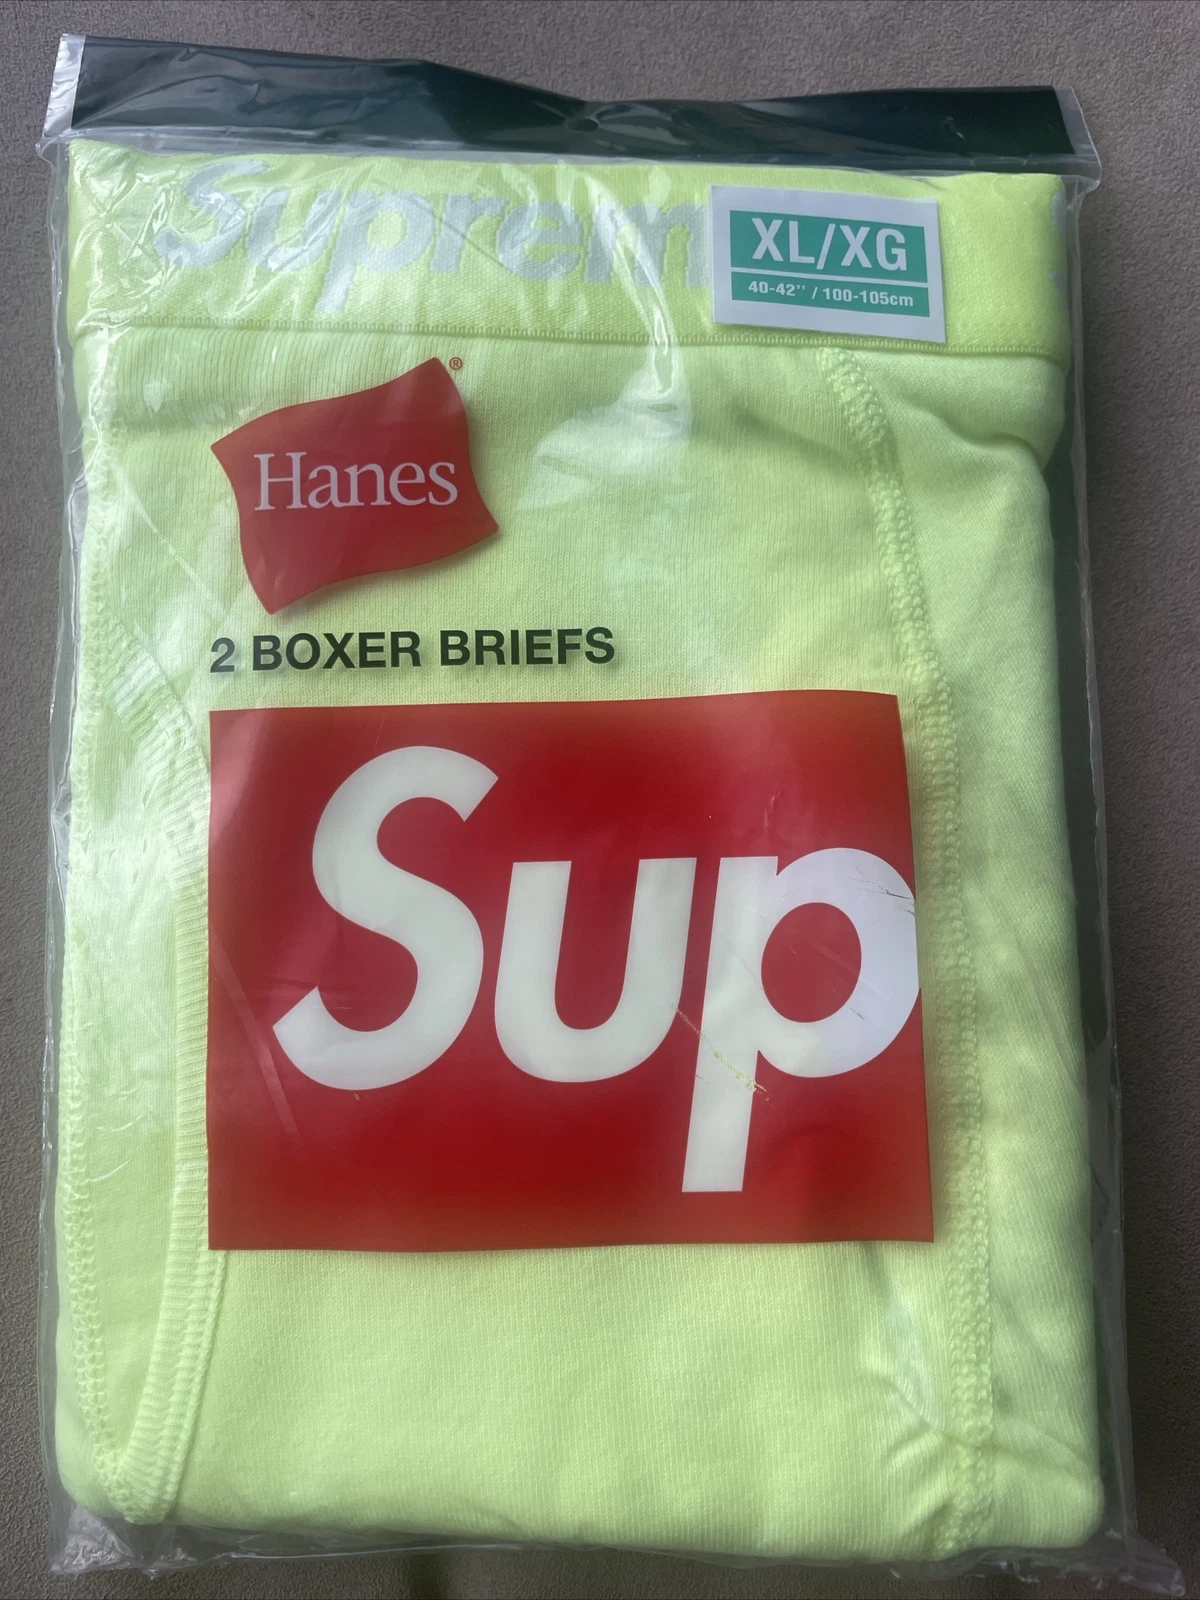 Suprem
XL/XG
40-42'' / 100-105cm
Hanes®
2 BOXER BRIEFS
Sup